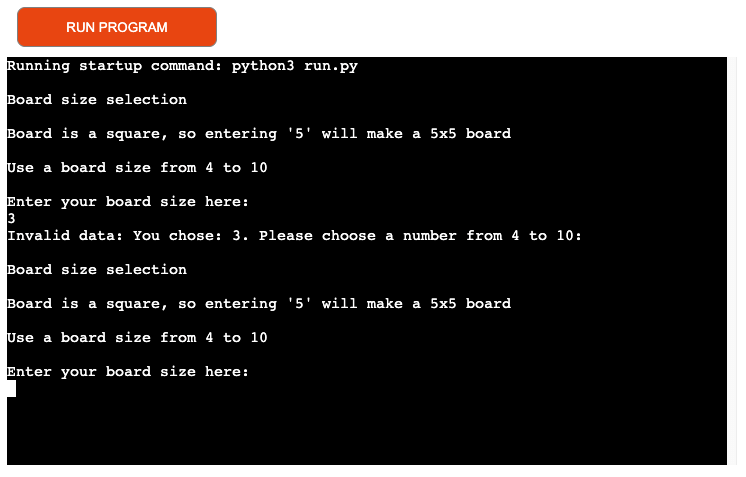 RUN PROGRAM
Running startup command: python3 run.py
Board size selection
Board is a square, so entering '5' will make a 5x5 board
Use a board size from 4 to 10
Enter your board size here:
3
Invalid data: You chose: 3. Please choose a number from 4 to 10:
Board size selection
Board is a square, so entering '5' will make a 5x5 board
Use a board size from 4 to 10
Enter your board size here: